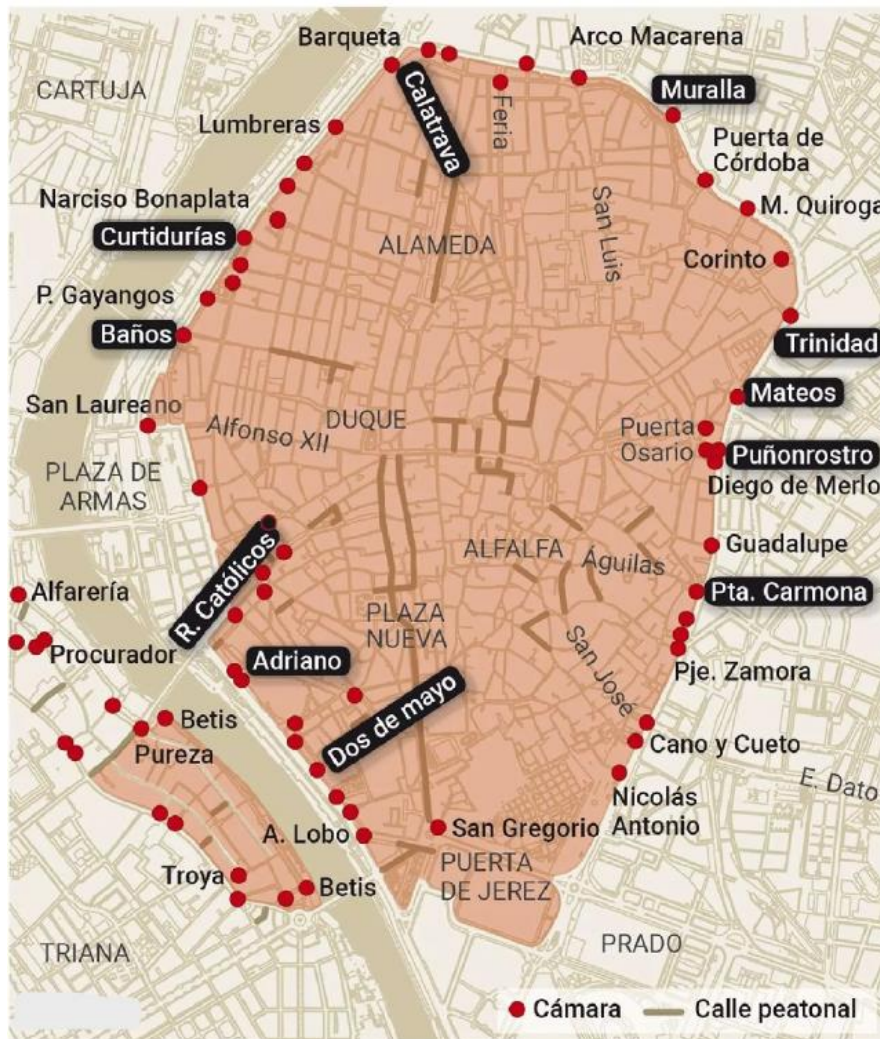 Barqueta
Arco Macarena
CARTUJA
Calatrava
Feria
Muralla
Lumbreras
Puerta de
Córdoba
Narciso Bonaplata
San Luis
M. Quiroga
Curtidurías
ALAMEDA
Corinto
P. Gayangos
Baños
Trinidad
Mateos
San Laureano
Alfonso XII
DUQUE
Puerta
Osario
Puñonrostro
PLAZA DE
ARMAS
Diego de Merlo
R. Católicos
ALFALFA
Águilas
Guadalupe
Alfarería
Pta. Carmona
PLAZA
NUEVA
Procurador
Adriano
San José
Pje. Zamora
Dos de mayo
Betis
Pureza
Cano y Cueto
E. Dato
Nicolás
Antonio
A. Lobo
San Gregorio
PUERTA
DE JEREZ
Troya
Betis
TRIANA
PRADO
Cámara
Calle peatonal